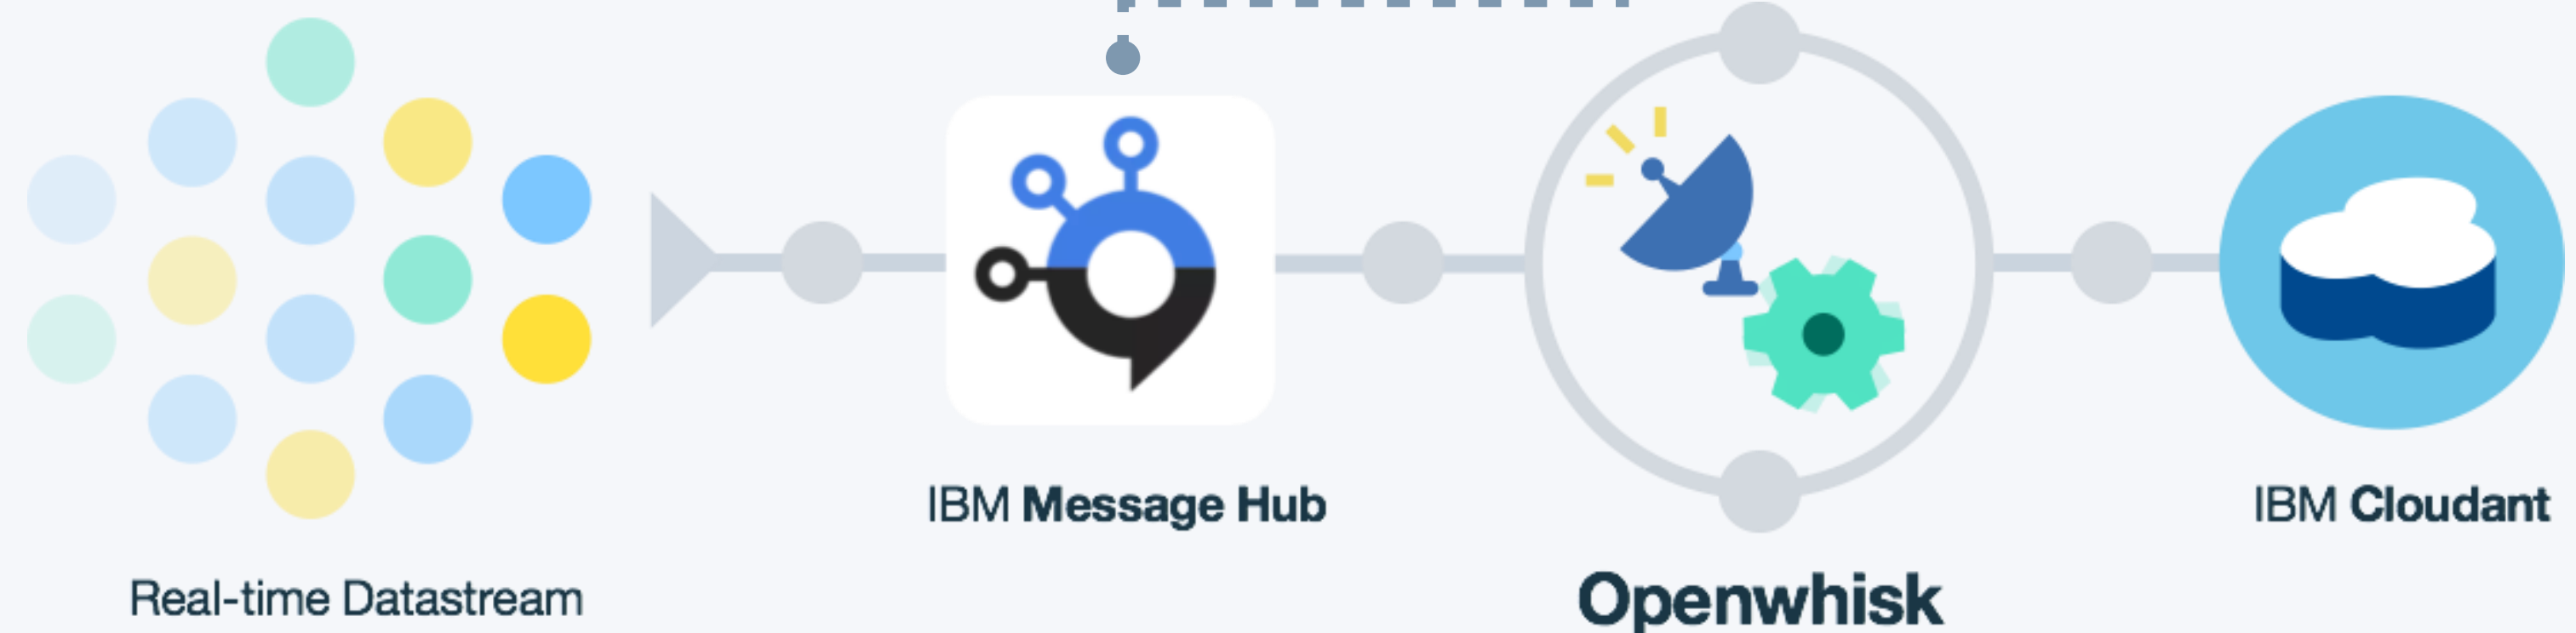 Real-time Datastream
IBM Message Hub
Openwhisk
IBM Cloudant